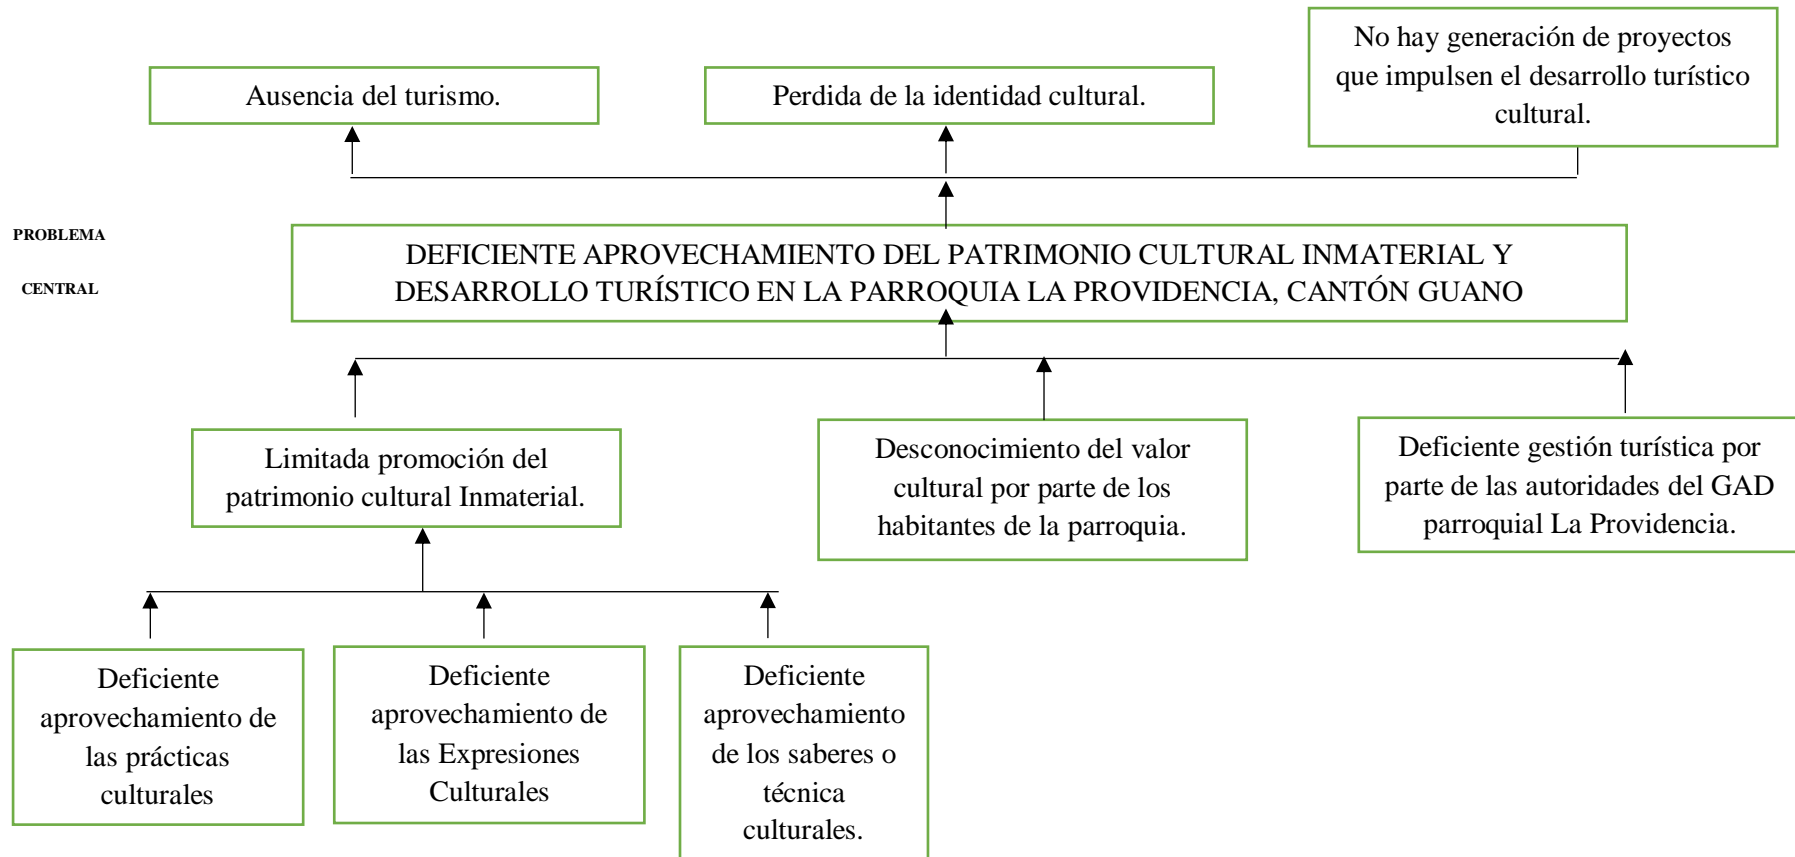 Ausencia del turismo.
Perdida de la identidad cultural.
No hay generación de proyectos
que impulsen el desarrollo turístico
cultural.
PROBLEMA
CENTRAL
DEFICIENTE APROVECHAMIENTO DEL PATRIMONIO CULTURAL INMATERIAL Y
DESARROLLO TURÍSTICO EN LA PARROQUIA LA PROVIDENCIA, CANTÓN GUANO
Limitada promoción del
patrimonio cultural Inmaterial.
Desconocimiento del valor
cultural por parte de los
habitantes de la parroquia.
Deficiente gestión turística por
parte de las autoridades del GAD
parroquial La Providencia.
Deficiente
aprovechamiento de
las prácticas
culturales
Deficiente
aprovechamiento de
las Expresiones
Culturales
Deficiente
aprovechamiento
de los saberes o
técnica
culturales.